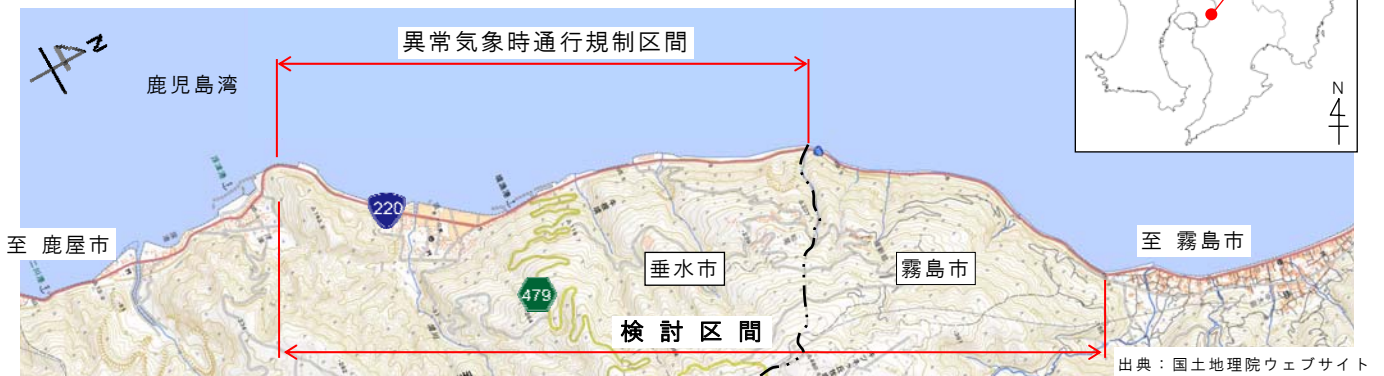 異常気象時通行規制区間
鹿児島湾
N
N
220
至 鹿屋市
至 霧島市
垂水市
霧島市
479
検討区間
出典：国土地理院ウェブサイト